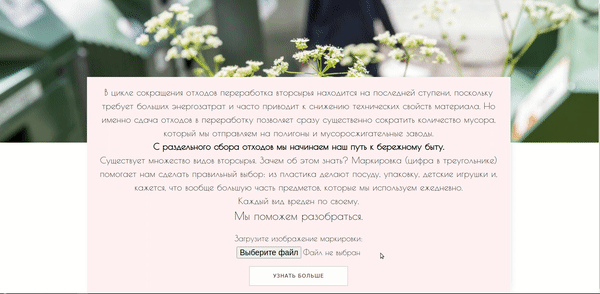 В цикле сокращения отходов переработка вторсырья находится на последней ступени, поскольку
требует больших энергозатрат и часто приводит к снижению технических свойств материала. Но
именно сдача отходов в переработку позволяет сразу существенно сократить количество мусора,
который мы отправляем на полигоны и мусоросжигательные заводы.
С раздельного сбора отходов мы начинаем наш путь к бережному быту.
Существует множество видов вторсырья. Зачем об этом знать? Маркировка (цифра в треугольнике)
помогает нам сделать правильный выбор: из пластика делают посуду, упаковку, детские игрушки и,
кажется, что вообще большую часть предметов, которые мы используем ежедневно.
Каждый вид вреден по своему.
Мы поможем разобраться.
Загрузите изображение маркировки:
Выберите файл Файл не выбран
УЗНАТЬ БОЛЬШЕ